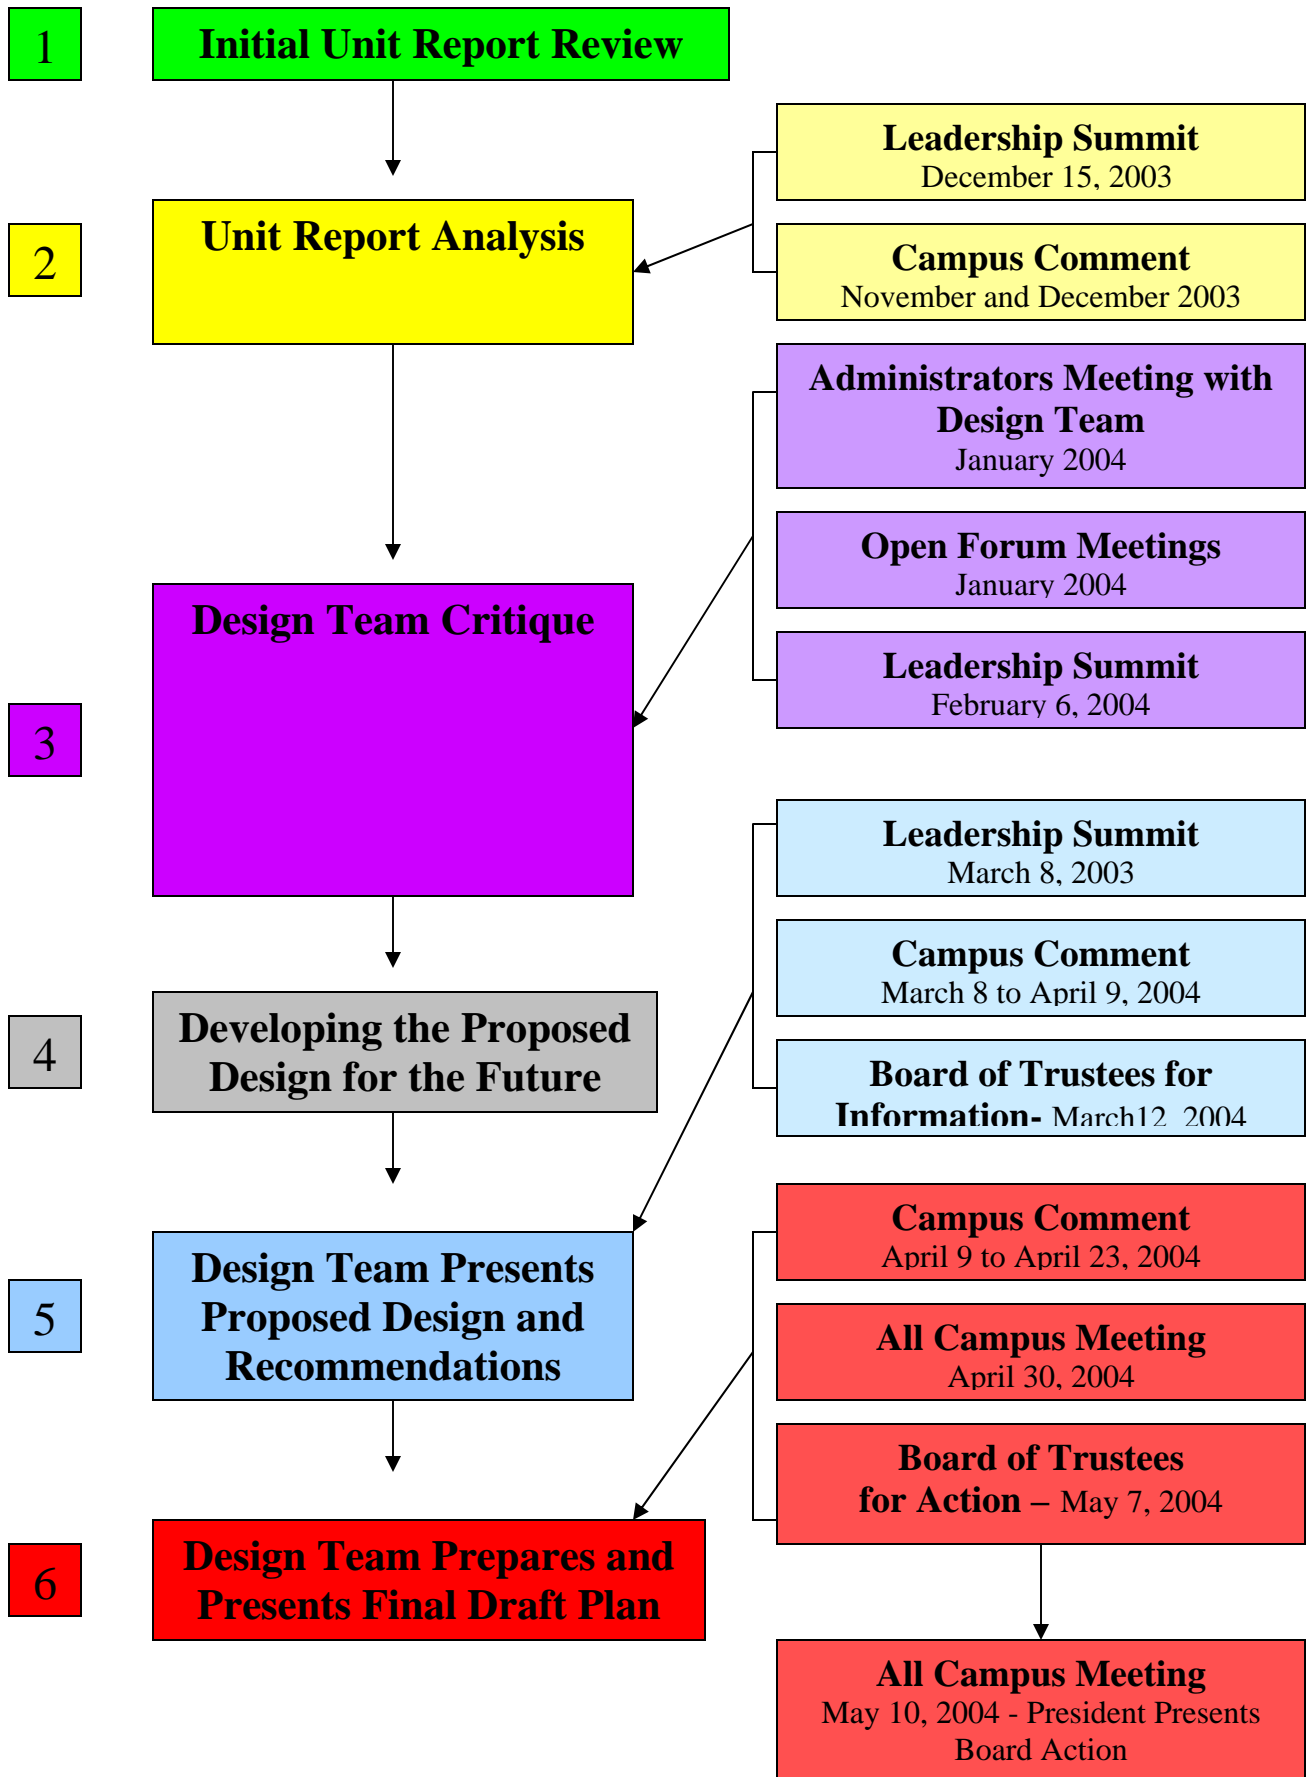 1
Initial Unit Report Review
Leadership Summit
December 15, 2003
2
Unit Report Analysis
Campus Comment
November and December 2003
Administrators Meeting with
Design Team
January 2004
Open Forum Meetings
January 2004
3
Design Team Critique
Leadership Summit
February 6, 2004
Leadership Summit
March 8, 2003
Campus Comment
March 8 to April 9, 2004
4
Developing the Proposed
Design for the Future
Board of Trustees for
Information- March12, 2004
5
Design Team Presents
Proposed Design and
Recommendations
Campus Comment
April 9 to April 23, 2004
All Campus Meeting
April 30, 2004
Board of Trustees
for Action – May 7, 2004
6
Design Team Prepares and
Presents Final Draft Plan
All Campus Meeting
May 10, 2004 - President Presents
Board Action